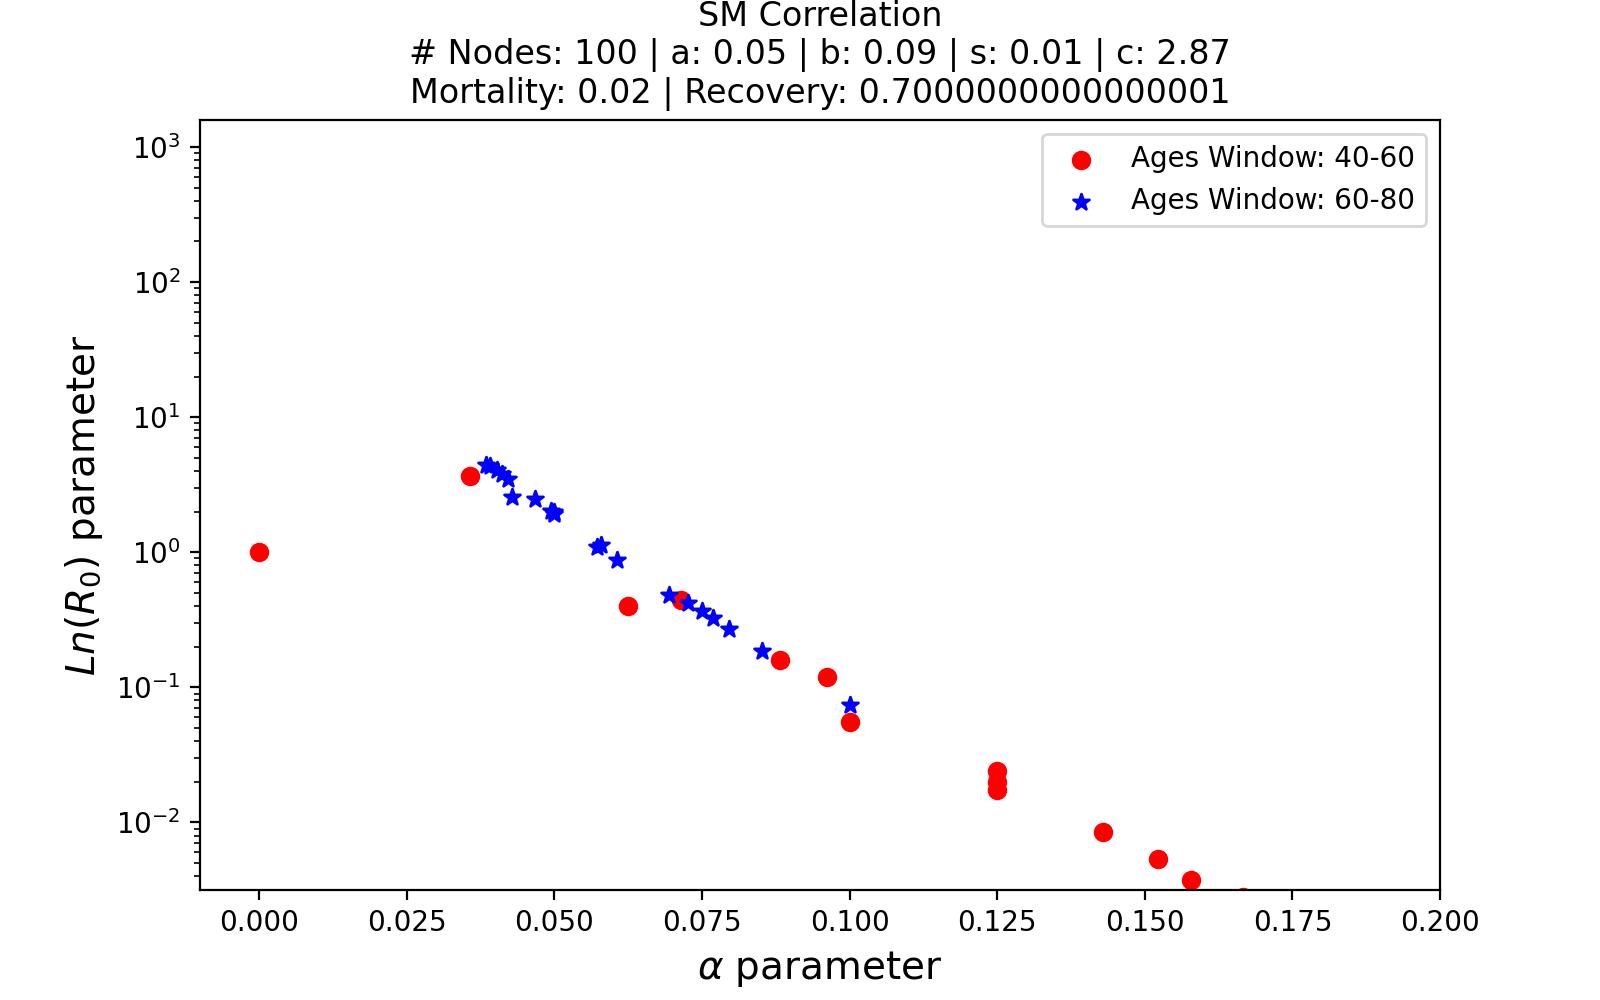 SM Correlation
# Nodes: 100 | a: 0.05 | b: 0.09 | s: 0.01 | c: 2.87
Mortality: 0.02 | Recovery: 0.7000000000000001
Ages Window: 40-60
Ages Window: 60-80
10³
10²
10¹
10⁰
10⁻¹
10⁻²
Ln(R₀) parameter
0.000 0.025 0.050 0.075 0.100 0.125 0.150 0.175 0.200
α parameter